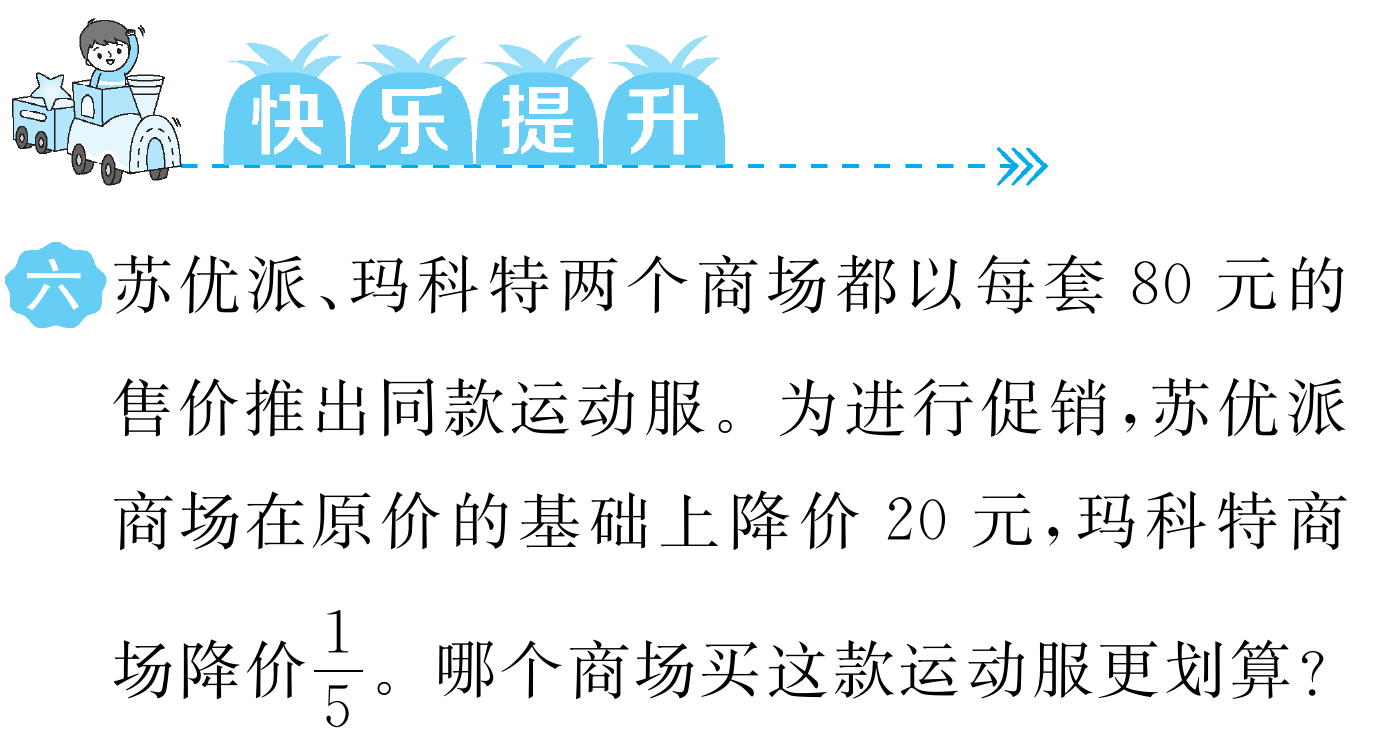 快乐提升
六 苏优派、玛科特两个商场都以每套 80 元的
售价推出同款运动服。为进行促销,苏优派
商场在原价的基础上降价 20 元,玛科特商
场降价1/5。哪个商场买这款运动服更划算?